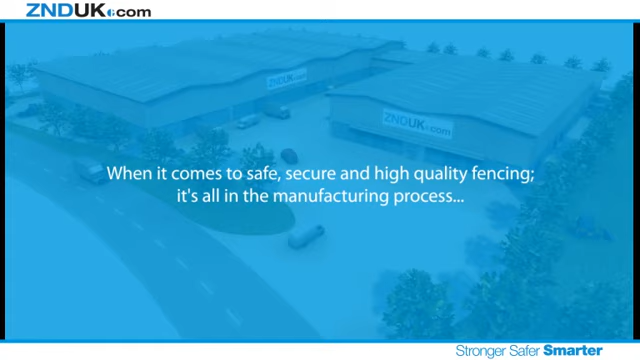 ZNDUK.com
ZNDUK.com
ZNDUK.com
When it comes to safe, secure and high quality fencing;
it's all in the manufacturing process...
Stronger Safer Smarter